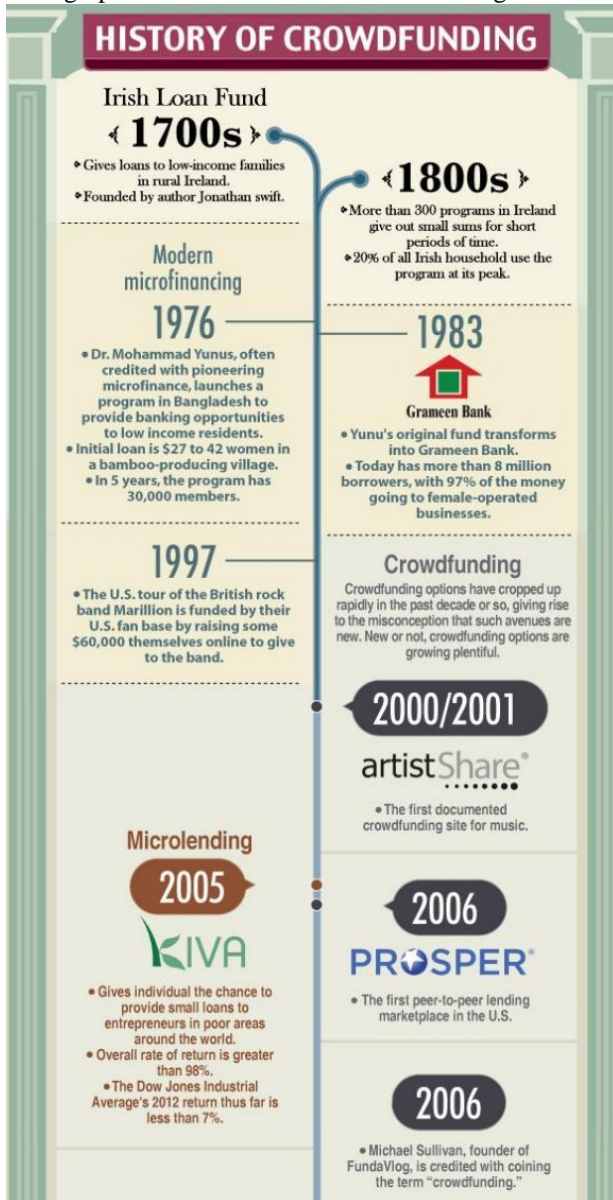 HISTORY OF CROWDFUNDING
Irish Loan Fund
1700s
Gives loans to low-income families
in rural Ireland.
Founded by author Jonathan swift.
1800s
More than 300 programs in Ireland
give out small sums for short
periods of time.
20% of all Irish household use the
program at its peak.
Modern
microfinancing
1976
• Dr. Mohammad Yunus, often
credited with pioneering
microfinance, launches a
program in Bangladesh to
provide banking opportunities
to low income residents.
• Initial loan is $27 to 42 women in
a bamboo-producing village.
• In 5 years, the program has
30,000 members.
1983
Grameen Bank
• Yunu's original fund transforms
into Grameen Bank.
• Today has more than 8 million
borrowers, with 97% of the money
going to female-operated
businesses.
1997
• The U.S. tour of the British rock
band Marillion is funded by their
U.S. fan base by raising some
$60,000 themselves online to give
to the band.
Crowdfunding
Crowdfunding options have cropped up
rapidly in the past decade or so, giving rise
to the misconception that such avenues are
new. New or not, crowdfunding options are
growing plentiful.
2000/2001
artistShare®
• The first documented
crowdfunding site for music.
Microlending
2005
KIVA
• Gives individual the chance to
provide small loans to
entrepreneurs in poor areas
around the world.
• Overall rate of return is greater
than 98%.
• The Dow Jones Industrial
Average's 2012 return thus far is
less than 7%.
2006
PROSPER
• The first peer-to-peer lending
marketplace in the U.S.
2006
• Michael Sullivan, founder of
FundaVlog, is credited with coining
the term “crowdfunding.”